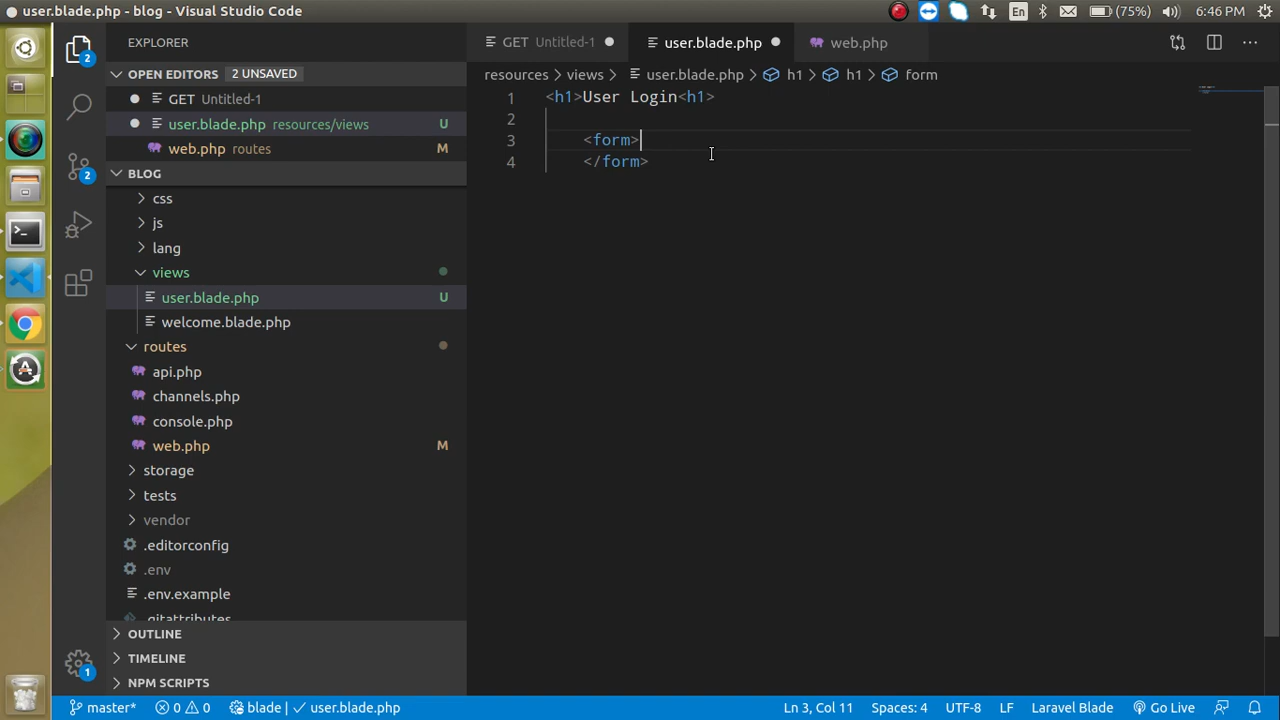 user.blade.php - blog - Visual Studio Code
En
(75%)
6:46 PM
EXPLORER
OPEN EDITORS
2 UNSAVED
GET Untitled-1
user.blade.php resources/views
U
web.php routes
M
BLOG
css
js
lang
views
user.blade.php
U
welcome.blade.php
routes
api.php
channels.php
console.php
web.php
M
storage
tests
vendor
.editorconfig
.env
.env.example
.gitattributes
OUTLINE
TIMELINE
NPM SCRIPTS
2
2
1
GET Untitled-1
user.blade.php
web.php
resources > views > user.blade.php > h1 > h1 > form
1 <h1>User Login<h1>
2
3 <form>
4 </form>
master*
0
0
blade | ✓ user.blade.php
Ln 3, Col 11
Spaces: 4
UTF-8
LF
Laravel Blade
Go Live